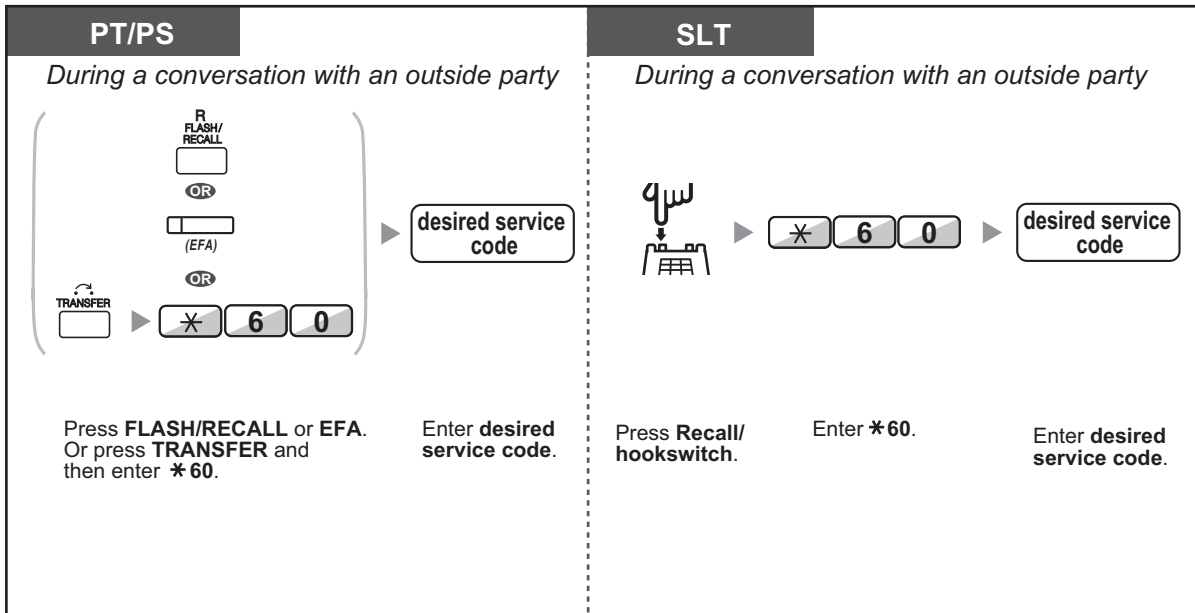 PT/PS
During a conversation with an outside party
R
FLASH/
RECALL
OR
(EFA)
OR
TRANSFER
* 6 0
desired service
code
Press FLASH/RECALL or EFA.
Or press TRANSFER and
then enter *60.
Enter desired
service code.
SLT
During a conversation with an outside party
* 6 0
desired service
code
Press Recall/
hookswitch.
Enter *60.
Enter desired
service code.